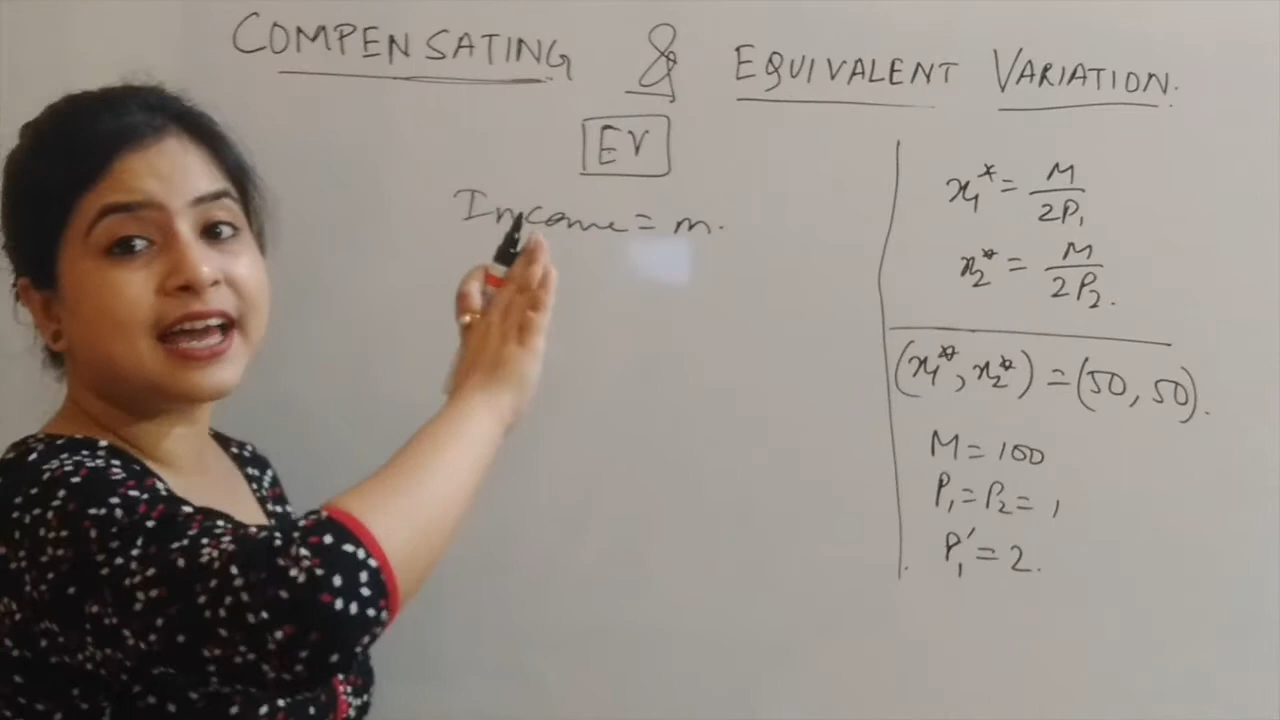 COMPENSATING & EQUIVALENT VARIATION.
EV
Income = m.
x₁* = M/2P₁
x₂* = M/2P₂.
(x₁*, x₂*) = (50, 50).
M = 100
P₁ = P₂ = 1
P₁' = 2.